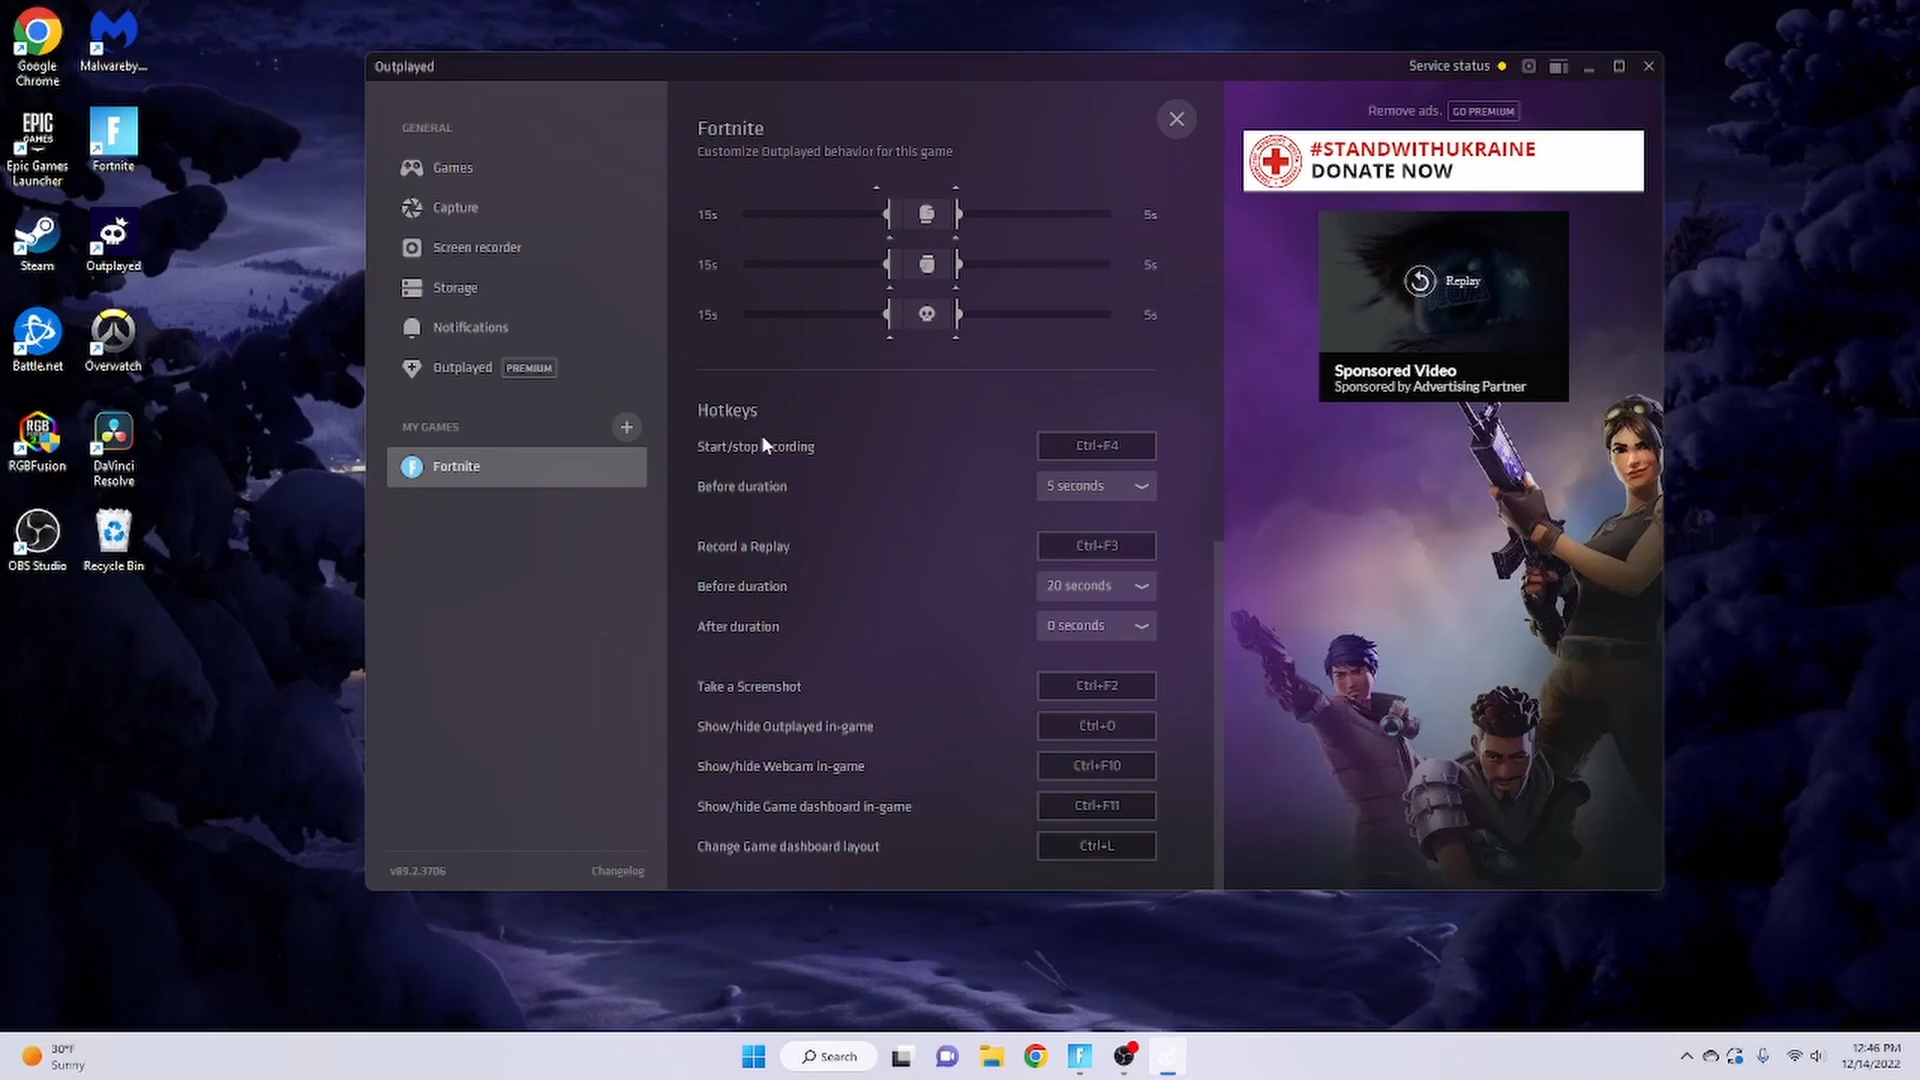 Google
Chrome
Malwareby...
EPIC
GAMES
Epic Games
Launcher
Fortnite
Steam
Outplayed
Battle.net
Overwatch
RGB
RGBFusion
DaVinci
Resolve
OBS Studio
Recycle Bin
Outplayed
Service status
GENERAL
Games
Capture
Screen recorder
Storage
Notifications
Outplayed PREMIUM
MY GAMES
Fortnite
v89.2.3706 Changelog
Fortnite
Customize Outplayed behavior for this game
15s 5s
15s 5s
15s 5s
Hotkeys
Start/stop recording Ctrl+F4
Before duration 5 seconds
Record a Replay Ctrl+F3
Before duration 20 seconds
After duration 0 seconds
Take a Screenshot Ctrl+F2
Show/hide Outplayed in-game Ctrl+O
Show/hide Webcam in-game Ctrl+F10
Show/hide Game dashboard in-game Ctrl+F11
Change Game dashboard layout Ctrl+L
Remove ads. GO PREMIUM
#STANDWITHUKRAINE
DONATE NOW
Replay
Sponsored Video
Sponsored by Advertising Partner
30°F
Sunny
Search
12:46 PM
12/14/2022